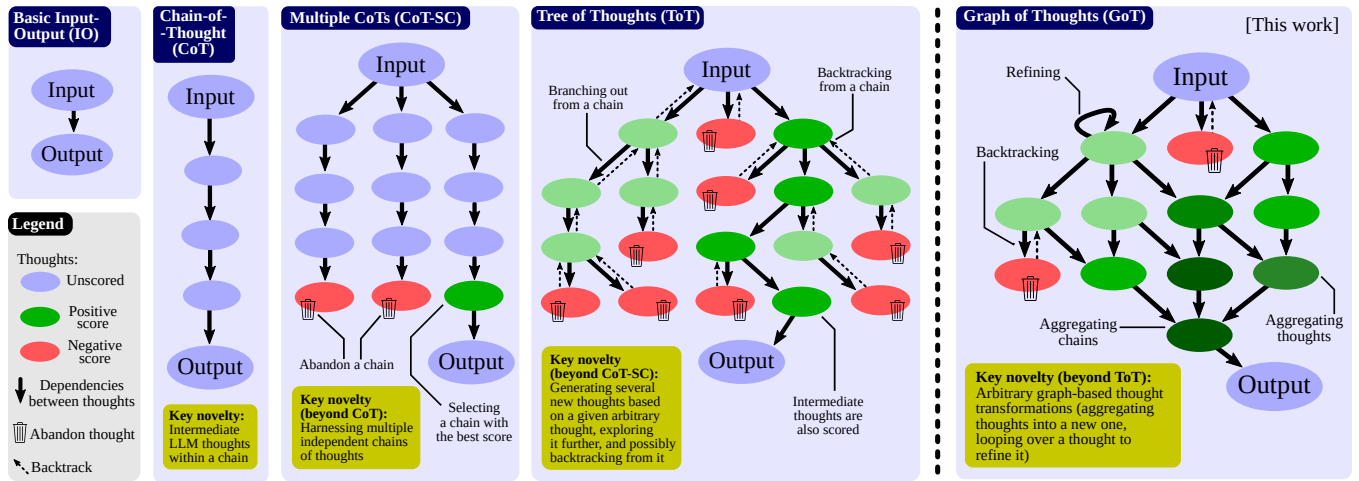 Basic Input-
Output (IO)
Input
Output
Legend
Thoughts:
Unscored
Positive
score
Negative
score
Dependencies
between thoughts
Abandon thought
Backtrack
Chain-of-
-Thought
(CoT)
Input
Output
Key novelty:
Intermediate
LLM thoughts
within a chain
Multiple CoTs (CoT-SC)
Input
Abandon a chain
Output
Selecting
a chain with
the best score
Key novelty
(beyond CoT):
Harnessing multiple
independent chains
of thoughts
Tree of Thoughts (ToT)
Input
Branching out
from a chain
Backtracking
from a chain
Output
Intermediate
thoughts are
also scored
Key novelty
(beyond CoT-SC):
Generating several
new thoughts based
on a given arbitrary
thought, exploring
it further, and possibly
backtracking from it
Graph of Thoughts (GoT)
[This work]
Refining
Input
Backtracking
Aggregating
chains
Aggregating
thoughts
Output
Key novelty (beyond ToT):
Arbitrary graph-based thought
transformations (aggregating
thoughts into a new one,
looping over a thought to
refine it)